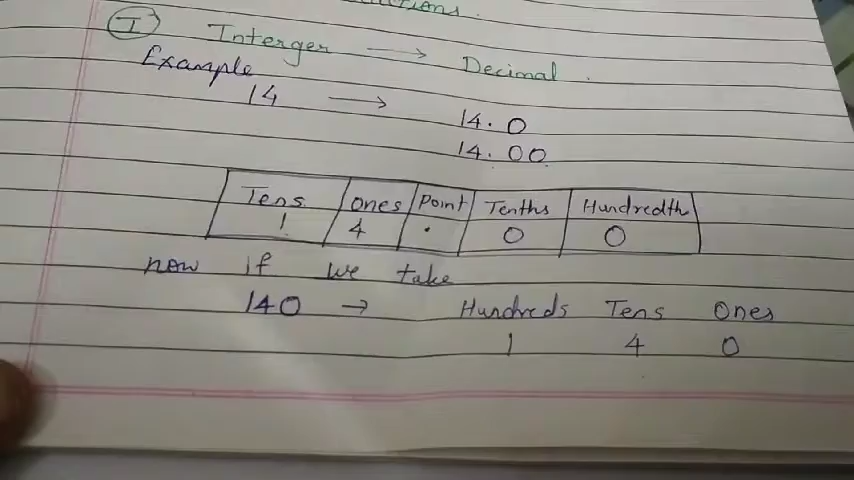 I Interger → Decimal.
Example
14 → 14.0
14.00
Tens Ones Point Tenths Hundredth
1 4 . 0 0
now if we take
140 → Hundreds Tens Ones
1 4 0